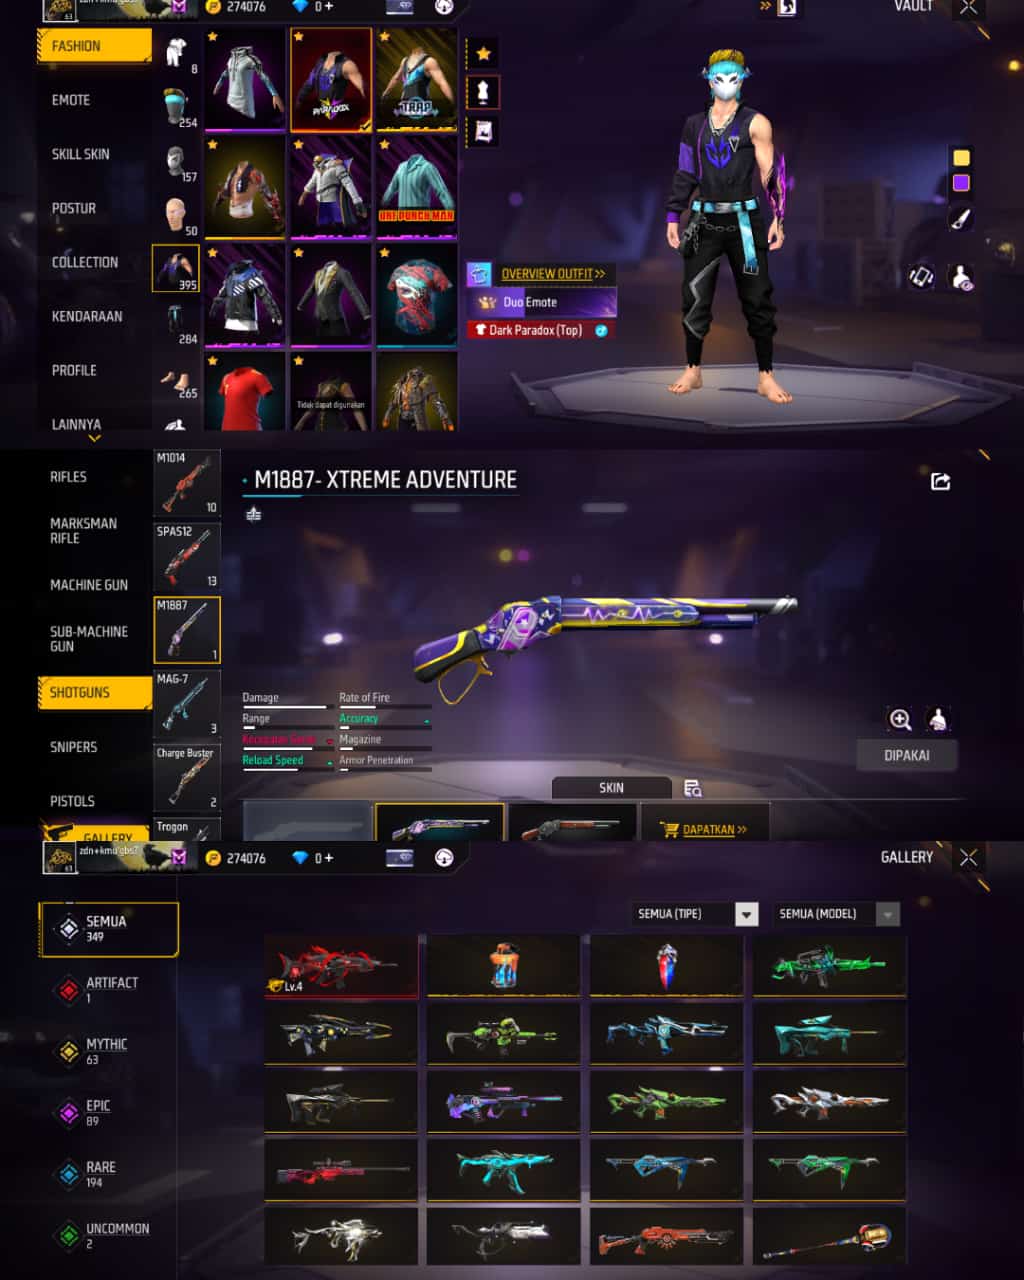 63
274076
0 +
VAULT
FASHION
EMOTE
SKILL SKIN
POSTUR
COLLECTION
KENDARAAN
PROFILE
LAINNYA
8
254
157
50
395
284
265
PARADOX
TRAP
ONE PUNCH MAN
Tidak dapat digunakan
OVERVIEW OUTFIT>>
Duo Emote
Dark Paradox (Top)
RIFLES
MARKSMAN
RIFLE
MACHINE GUN
SUB-MACHINE
GUN
SHOTGUNS
SNIPERS
PISTOLS
GALLERY
M1014
10
SPAS12
13
M1887
1
MAG-7
3
Charge Buster
2
Trogon
M1887- XTREME ADVENTURE
Damage
Rate of Fire
Range
Accuracy
Magazine
Reload Speed
Armor Penetration
DIPAKAI
SKIN
DAPATKAN >>
63
274076
0 +
GALLERY
SEMUA
349
ARTIFACT
1
MYTHIC
63
EPIC
89
RARE
194
UNCOMMON
2
SEMUA (TIPE)
SEMUA (MODEL)
Lv.4